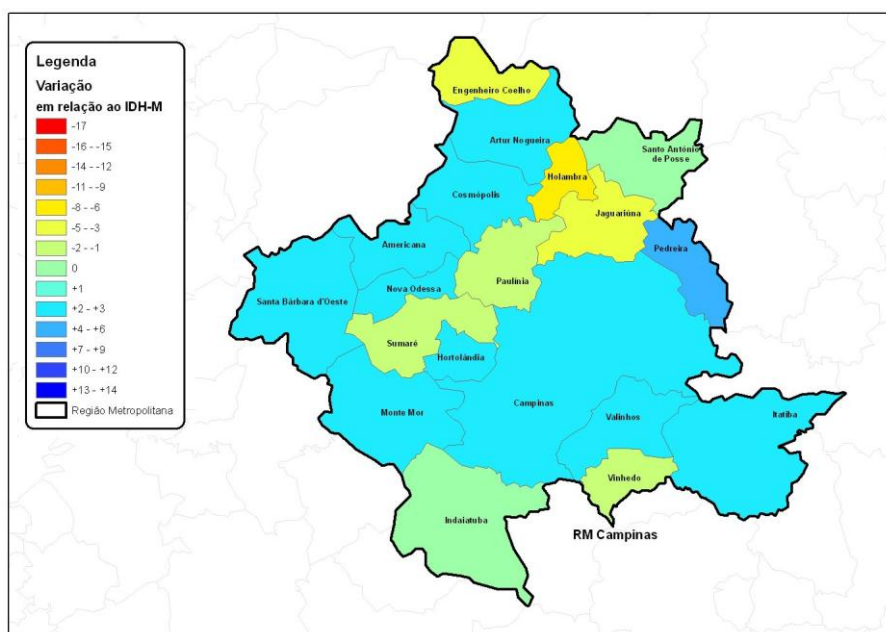 Legenda
Variação
em relação ao IDH-M
-17
-16 - -15
-14 - -12
-11 - -9
-8 - -6
-5 - -3
-2 - -1
0
+1
+2 - +3
+4 - +6
+7 - +9
+10 - +12
+13 - +14
Região Metropolitana
Engenheiro Coelho
Artur Nogueira
Santo Antônio
de Posse
Holambra
Cosmópolis
Jaguariúna
Americana
Pedreira
Nova Odessa
Paulínia
Santa Bárbara d'Oeste
Sumaré
Hortolândia
Monte Mor
Campinas
Valinhos
Itatiba
Vinhedo
Indaiatuba
RM Campinas